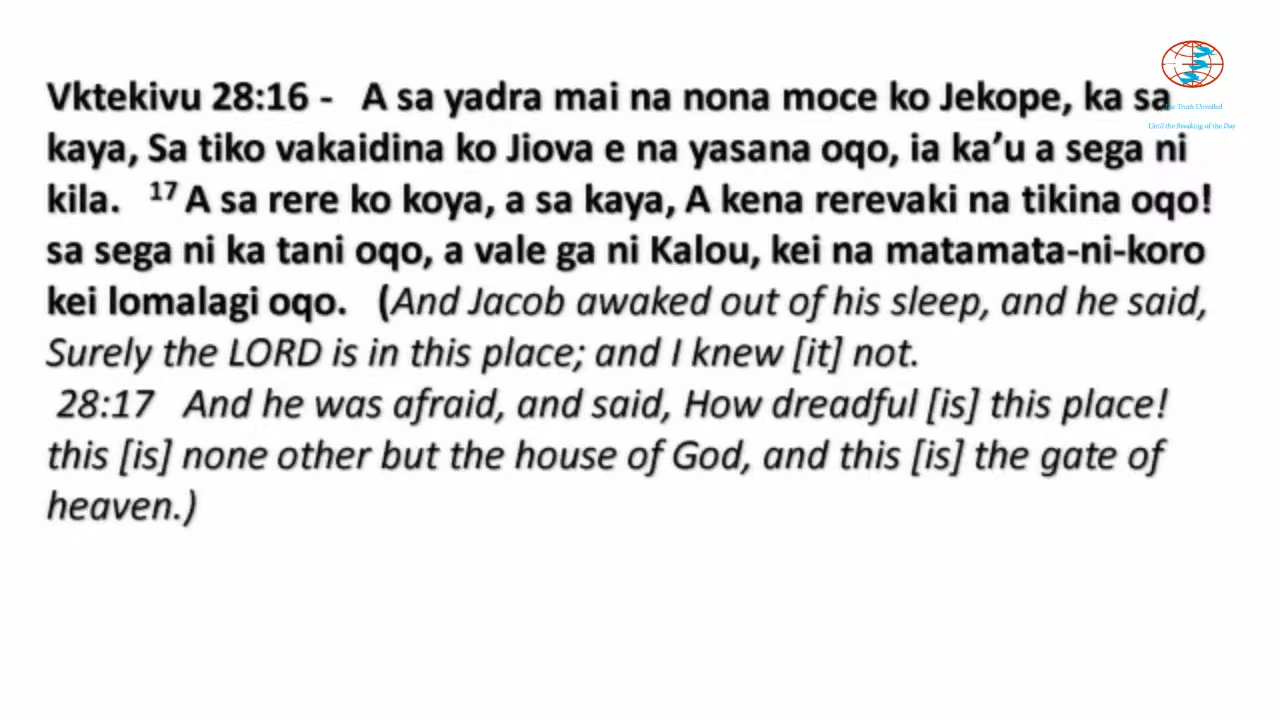 Vktekivu 28:16 -   A sa yadra mai na nona moce ko Jekope, ka sa
kaya, Sa tiko vakaidina ko Jiova e na yasana oqo, ia ka’u a sega ni
kila.   17 A sa rere ko koya, a sa kaya, A kena rerevaki na tikina oqo!
sa sega ni ka tani oqo, a vale ga ni Kalou, kei na matamata-ni-koro
kei lomalagi oqo.   (And Jacob awaked out of his sleep, and he said,
Surely the LORD is in this place; and I knew [it] not.
28:17   And he was afraid, and said, How dreadful [is] this place!
this [is] none other but the house of God, and this [is] the gate of
heaven.)
The Truth Unveiled
Until the Breaking of the Day